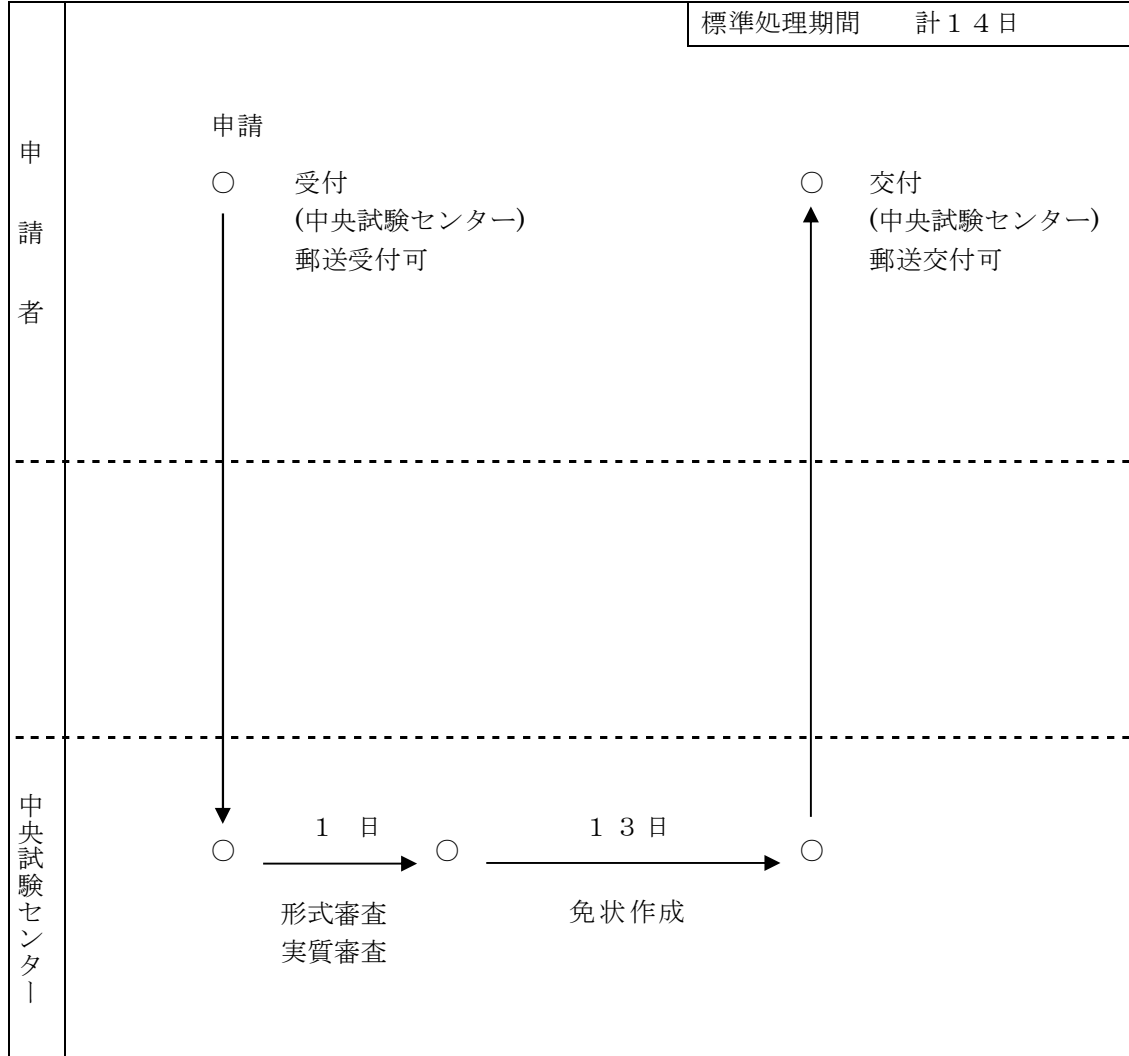 標準処理期間　　計１４日
申請者
申請
○　受付
(中央試験センター)
郵送受付可
○　交付
(中央試験センター)
郵送交付可
中央試験センター
○　１　日　○　１３日　○
形式審査
実質審査
免状作成